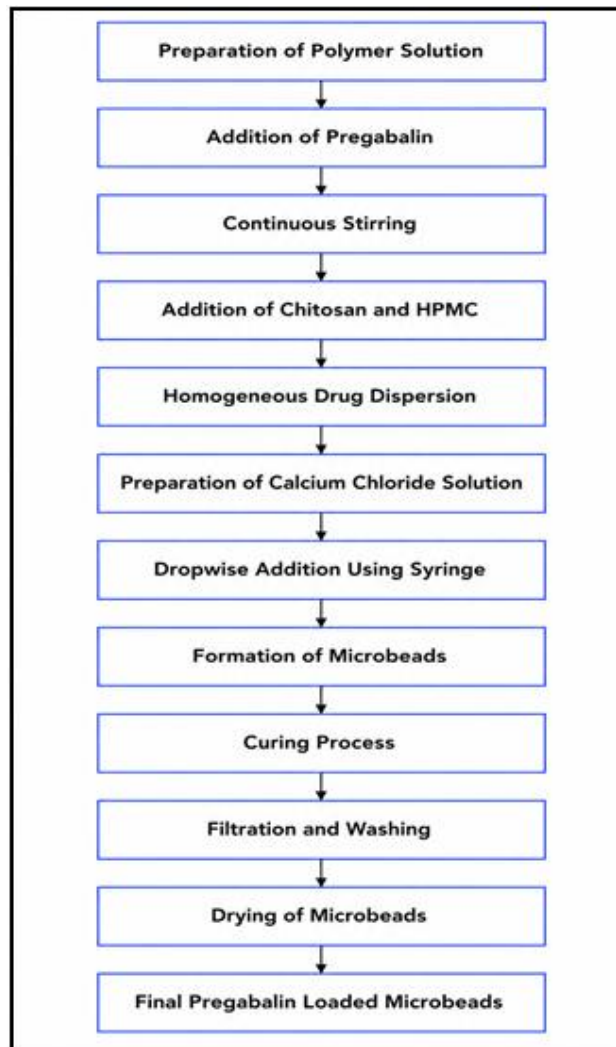 Preparation of Polymer Solution
Addition of Pregabalin
Continuous Stirring
Addition of Chitosan and HPMC
Homogeneous Drug Dispersion
Preparation of Calcium Chloride Solution
Dropwise Addition Using Syringe
Formation of Microbeads
Curing Process
Filtration and Washing
Drying of Microbeads
Final Pregabalin Loaded Microbeads